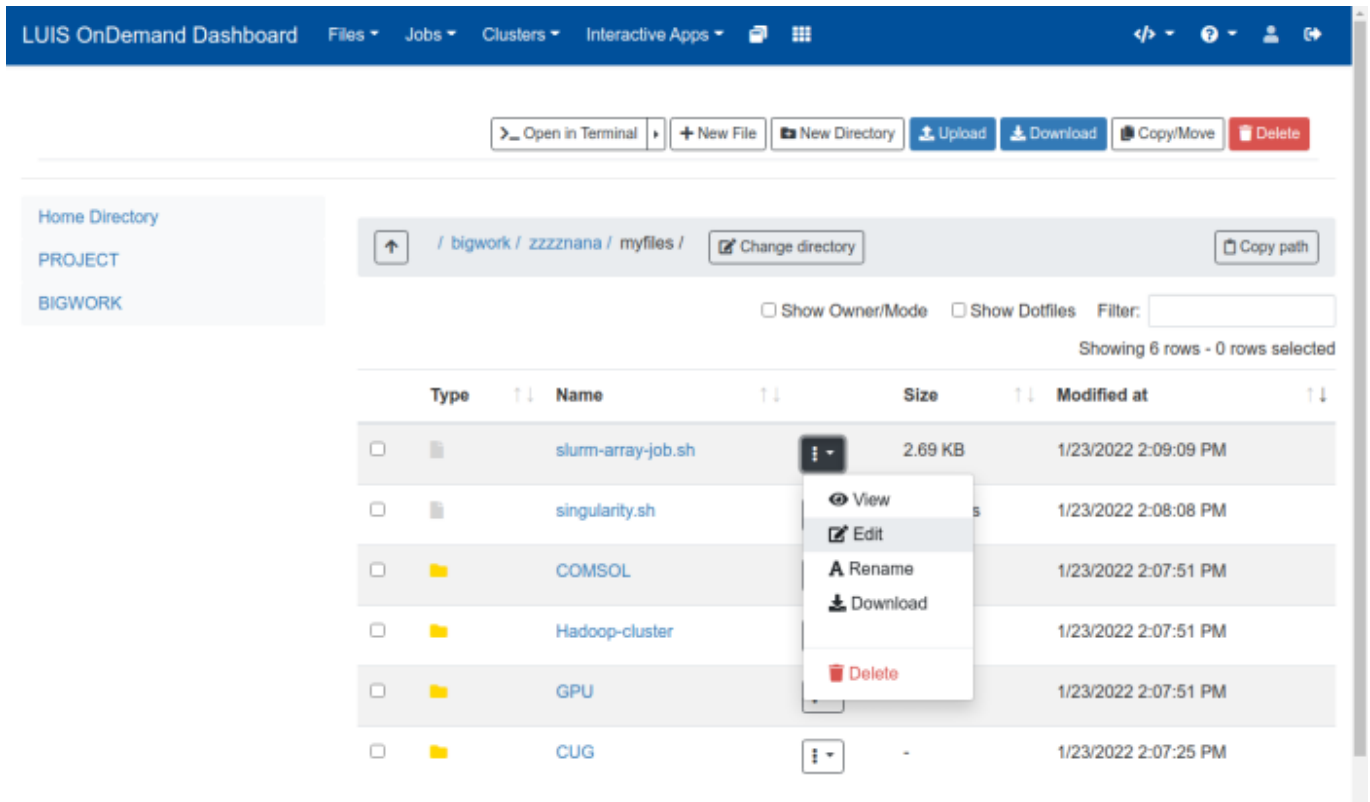 LUIS OnDemand Dashboard Files Jobs Clusters Interactive Apps
Open in Terminal New File New Directory Upload Download Copy/Move Delete
Home Directory
PROJECT
BIGWORK
/ bigwork / zzzznana / myfiles / Change directory Copy path
Show Owner/Mode Show Dotfiles Filter:
Showing 6 rows - 0 rows selected
Type Name Size Modified at
slurm-array-job.sh 2.69 KB 1/23/2022 2:09:09 PM
singularity.sh s 1/23/2022 2:08:08 PM
COMSOL 1/23/2022 2:07:51 PM
Hadoop-cluster 1/23/2022 2:07:51 PM
GPU 1/23/2022 2:07:51 PM
CUG - 1/23/2022 2:07:25 PM
View
Edit
Rename
Download
Delete